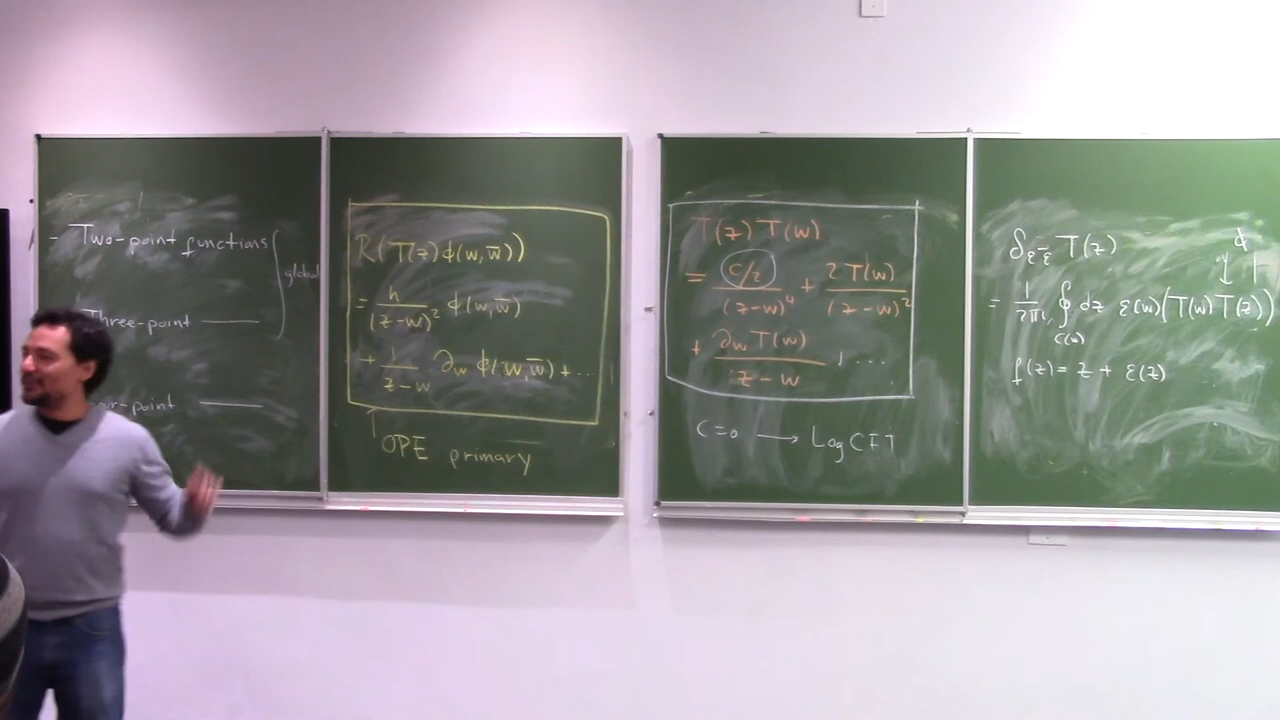 - Two-point functions } global
Three-point ———
-point ———
R(T(z)ϕ(w,w̄))
= h/(z-w)² ϕ(w,w̄)
+ 1/(z-w) ∂_w ϕ(w,w̄) + ...
OPE primary
T(z)T(w)
= (c/2)/(z-w)⁴ + 2T(w)/(z-w)²
+ ∂_w T(w)/(z-w) + ...
C=0 → Log CFT
δ_{ε,ε̄} T(z)
ϕ
↓
= 1/2πi ∮_{C(w)} dz ε(w)(T(w)T(z))
f(z) = z + ε(z)